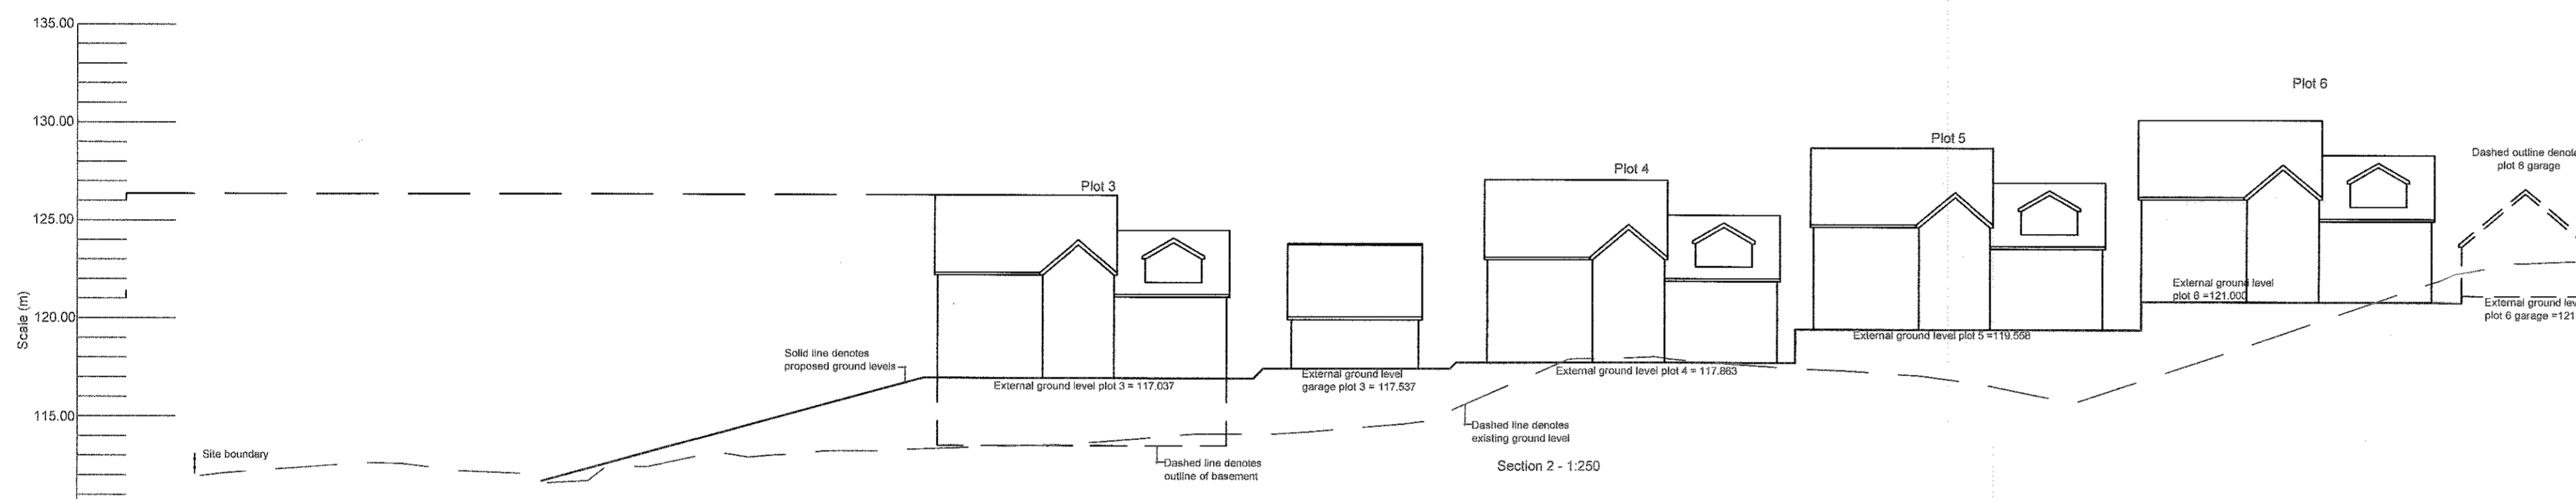 135.00
130.00
125.00
120.00
115.00
Scale (m)
Site boundary
Solid line denotes
proposed ground levels
Plot 3
External ground level plot 3 = 117.037
Dashed line denotes
outline of basement
External ground level
garage plot 3 = 117.537
Plot 4
External ground level plot 4 = 117.863
Dashed line denotes
existing ground level
Section 2 - 1:250
Plot 5
External ground level plot 5 =119.558
Plot 6
External ground level
plot 6 =121.000
Dashed outline denote
plot 6 garage
External ground lev
plot 6 garage =121